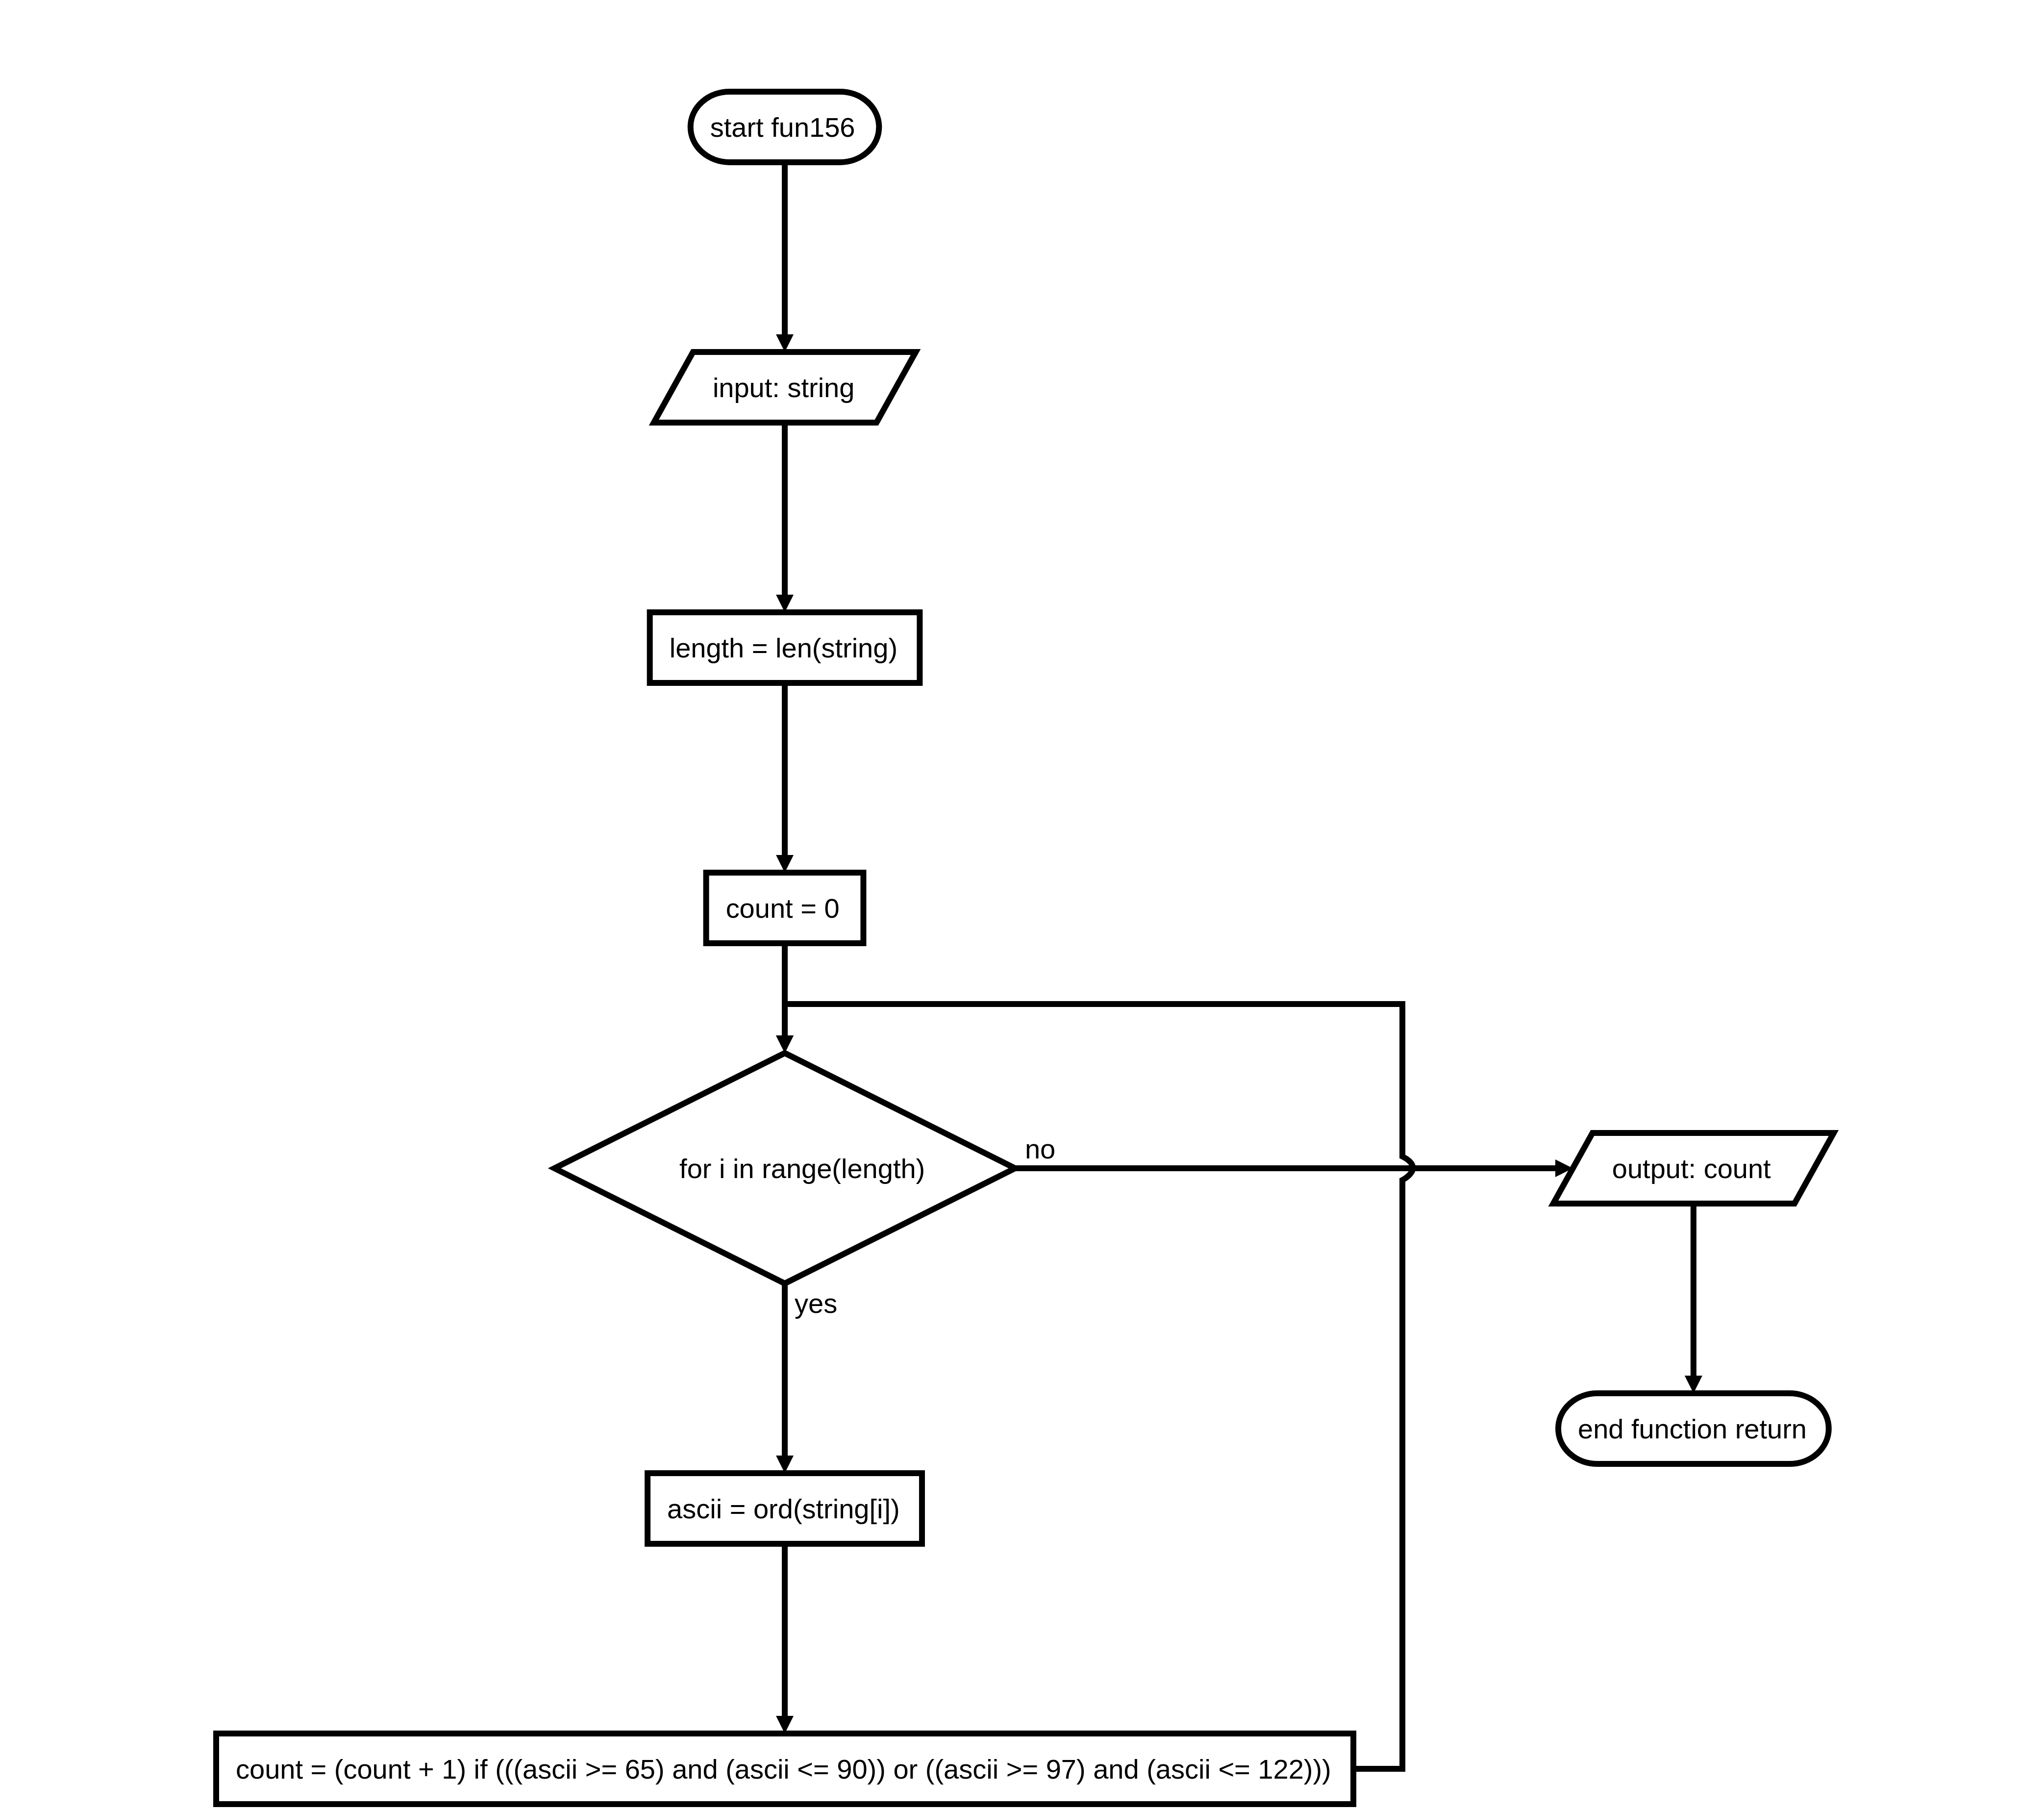 start fun156
input: string
length = len(string)
count = 0
for i in range(length)
no
output: count
yes
end function return
ascii = ord(string[i])
count = (count + 1) if (((ascii >= 65) and (ascii <= 90)) or ((ascii >= 97) and (ascii <= 122)))